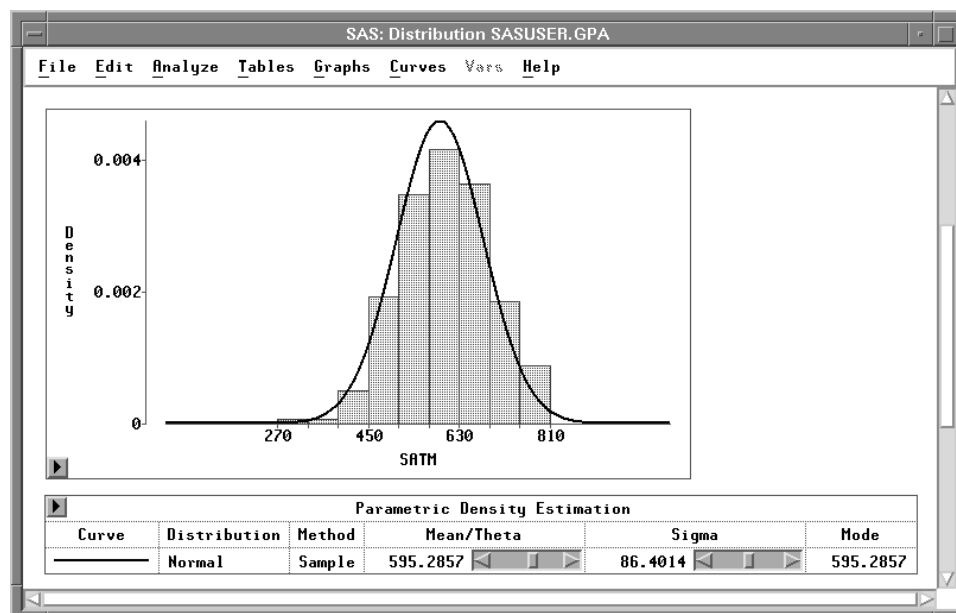 SAS: Distribution SASUSER.GPA
File Edit Analyze Tables Graphs Curves Vars Help
0.004
Density
0.002
0
270 450 630 810
SATM
Parametric Density Estimation
Curve Distribution Method Mean/Theta Sigma Mode
Normal Sample 595.2857 86.4014 595.2857